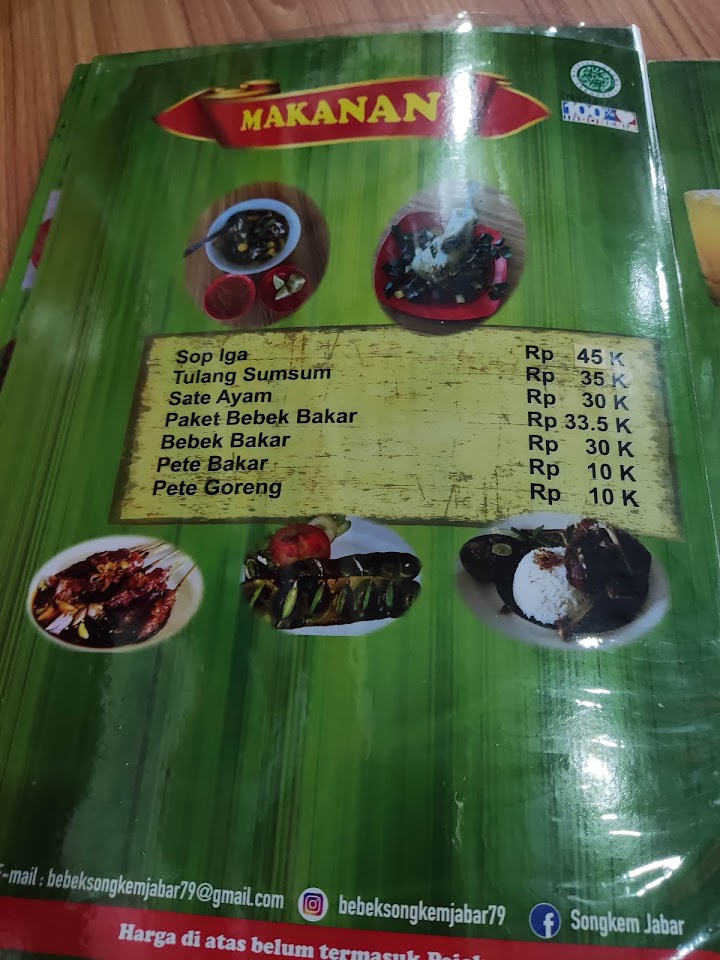 MAKANAN
100%
Sop Iga Rp 45 K
Tulang Sumsum Rp 35 K
Sate Ayam Rp 30 K
Paket Bebek Bakar Rp 33.5 K
Bebek Bakar Rp 30 K
Pete Bakar Rp 10 K
Pete Goreng Rp 10 K
E-mail : bebeksongkemjabar79@gmail.com bebeksongkemjabar79 Songkem Jabar
Harga di atas belum termasuk